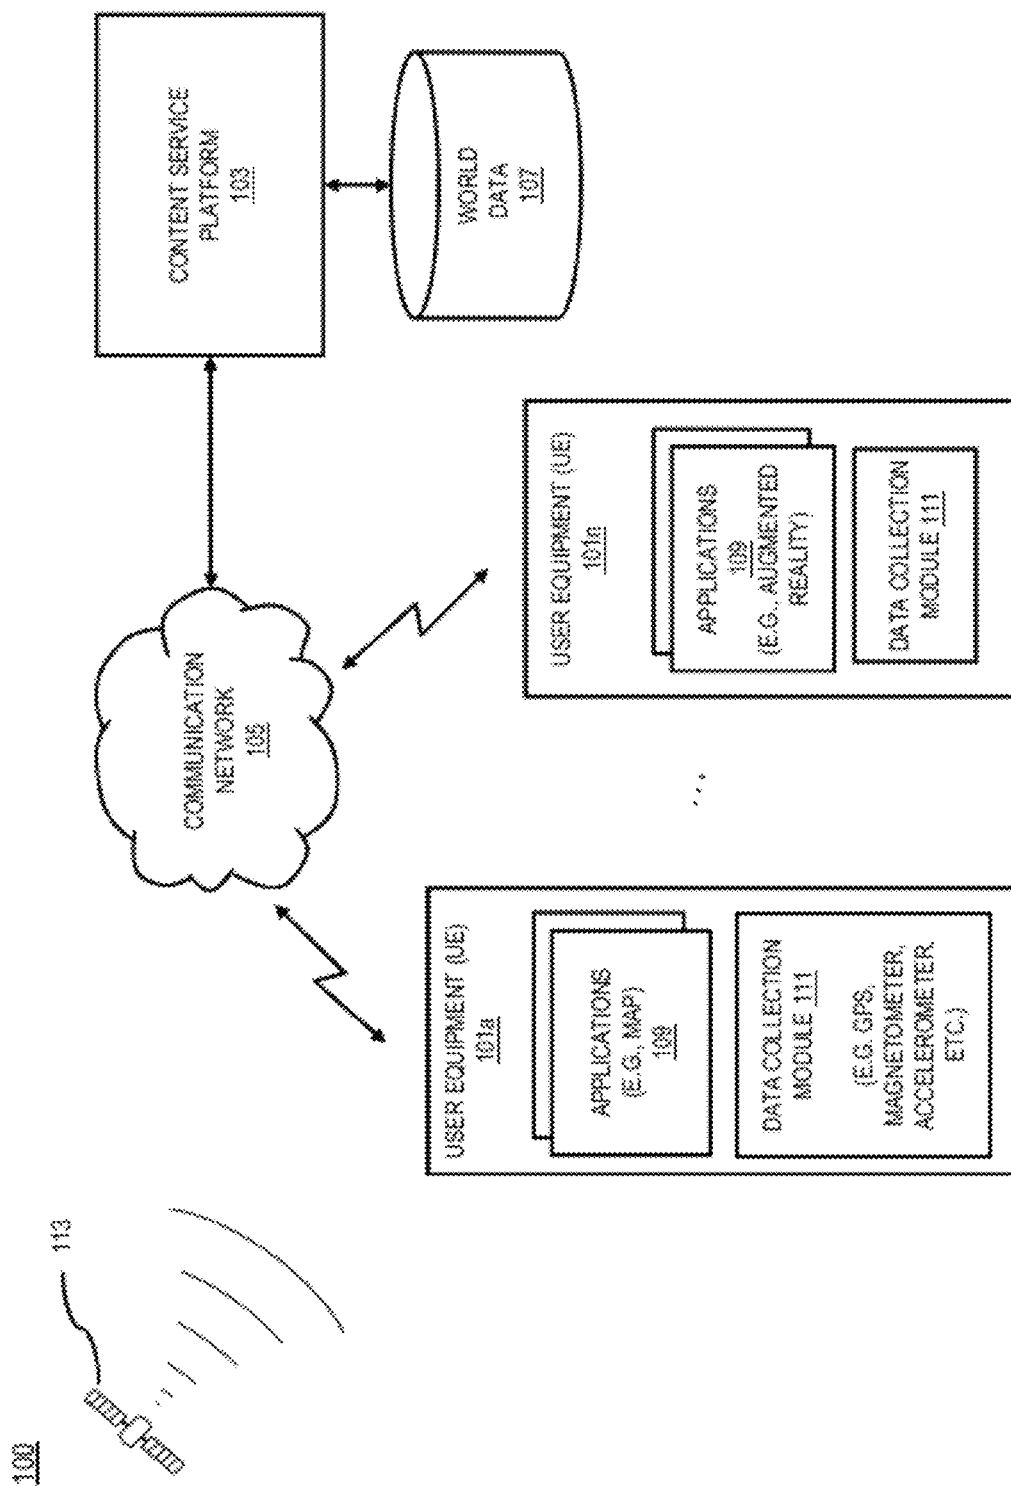 100
113
COMMUNICATION
NETWORK
105
CONTENT SERVICE
PLATFORM
103
WORLD
DATA
107
USER EQUIPMENT (UE)
101a
APPLICATIONS
(E.G., MAP)
109
DATA COLLECTION
MODULE 111
(E.G. GPS,
MAGNETOMETER,
ACCELEROMETER,
ETC.)
...
USER EQUIPMENT (UE)
101n
APPLICATIONS
109
(E.G., AUGMENTED
REALITY)
DATA COLLECTION
MODULE 111